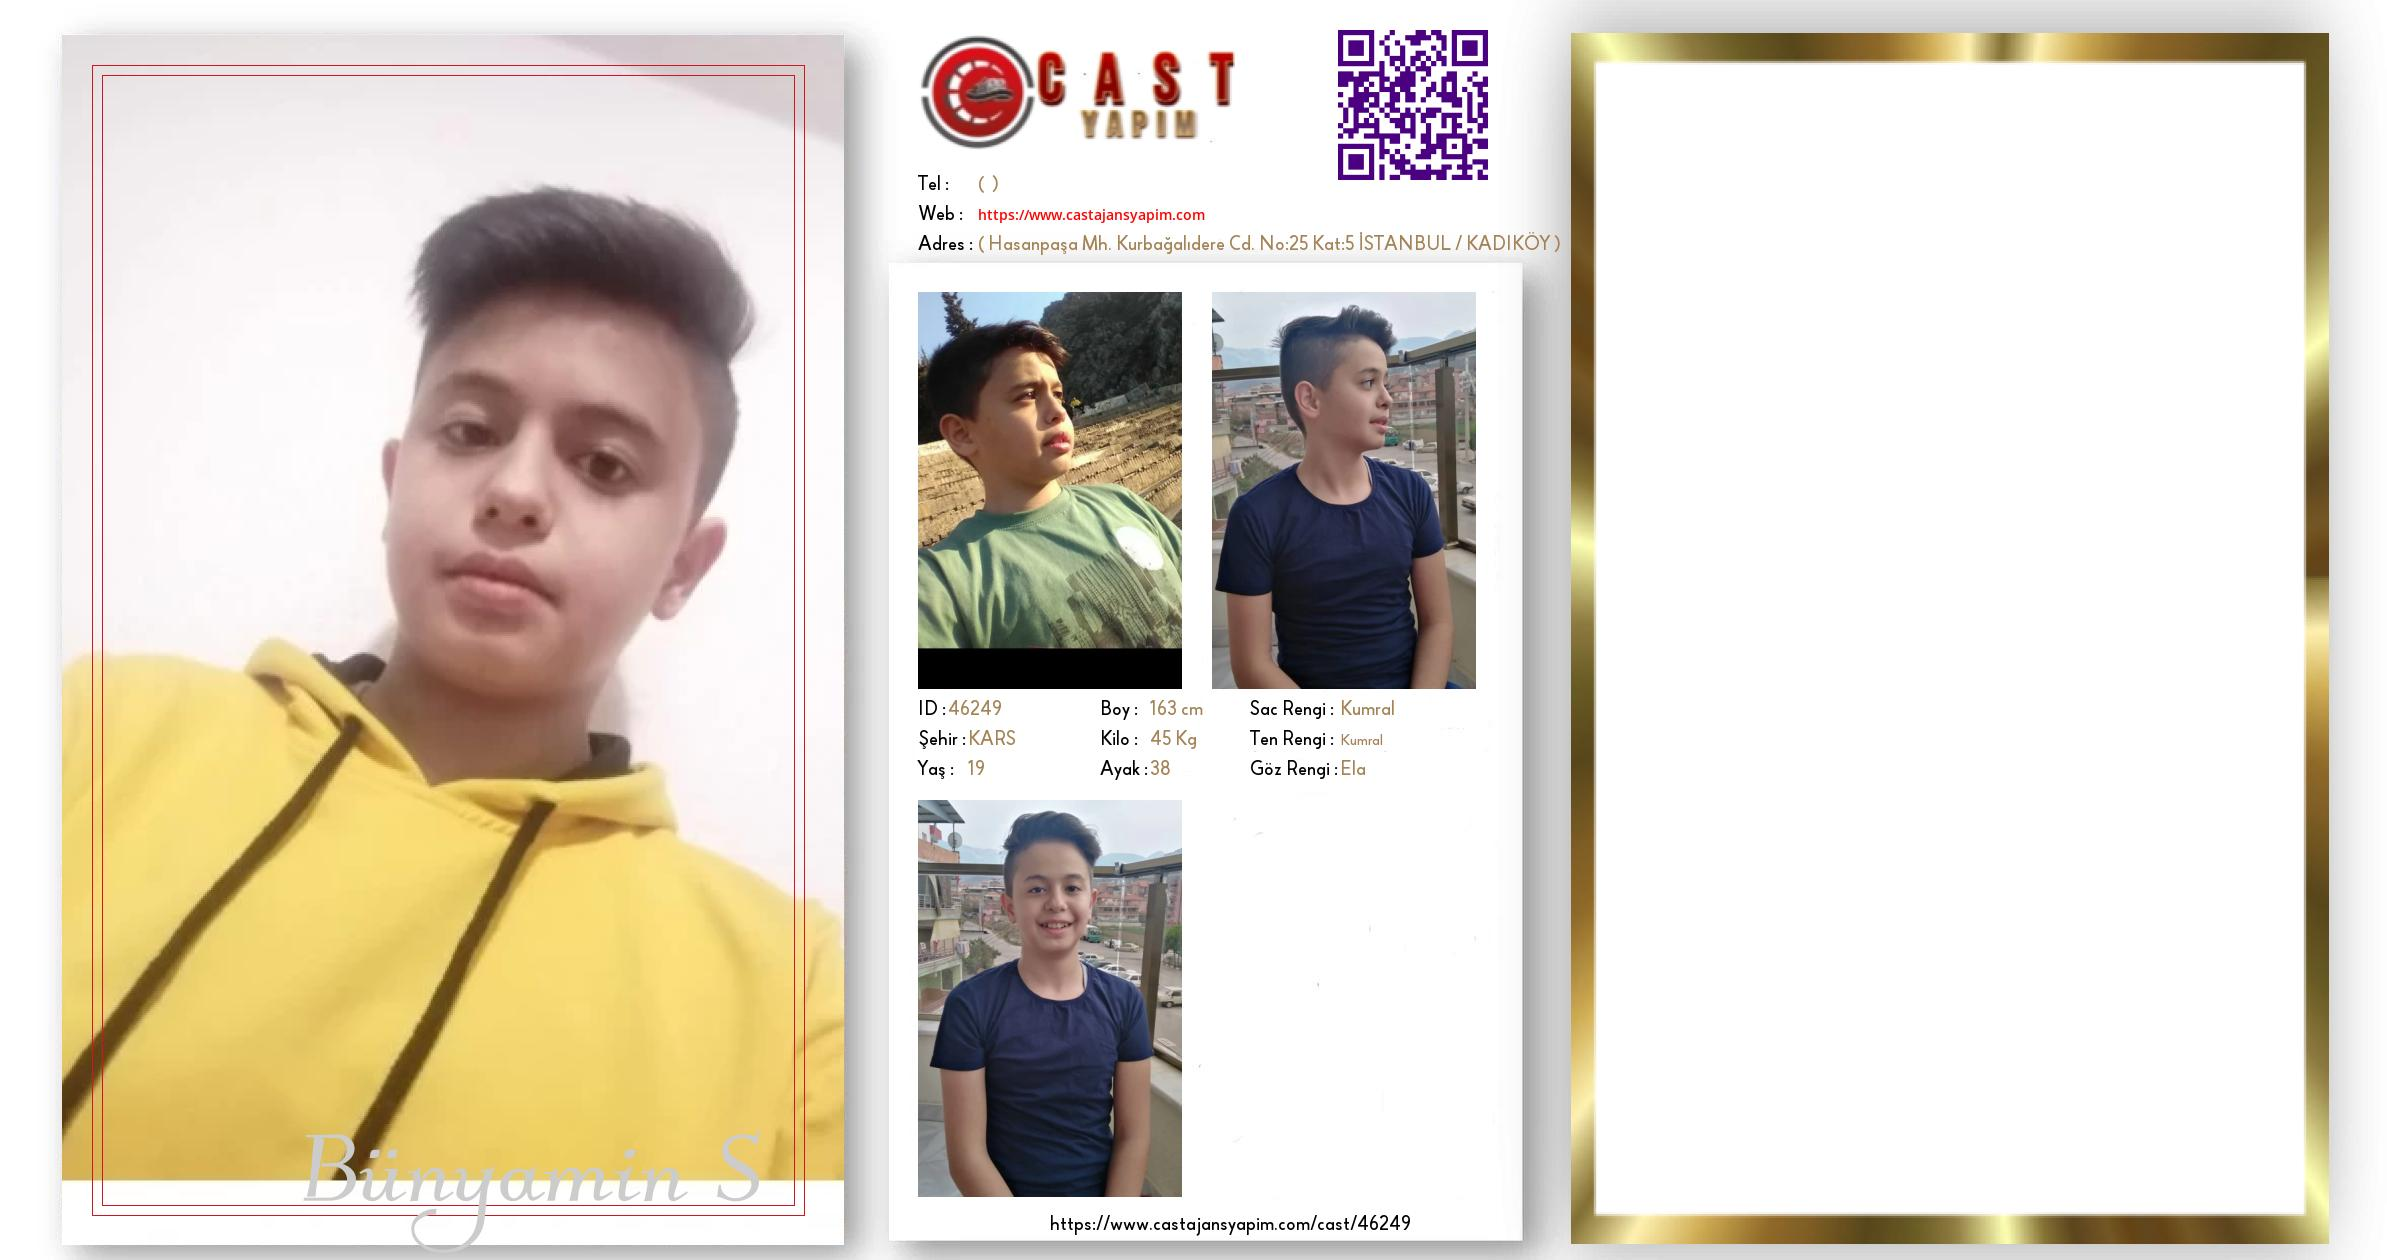 Bünyamin S
CAST
YAPIM
Tel : ( )
Web : https://www.castajansyapim.com
Adres : ( Hasanpaşa Mh. Kurbağalıdere Cd. No:25 Kat:5 İSTANBUL / KADIKÖY )
ID : 46249 Boy : 163 cm Sac Rengi : Kumral
Şehir : KARS Kilo : 45 Kg Ten Rengi : Kumral
Yaş : 19 Ayak : 38 Göz Rengi : Ela
https://www.castajansyapim.com/cast/46249